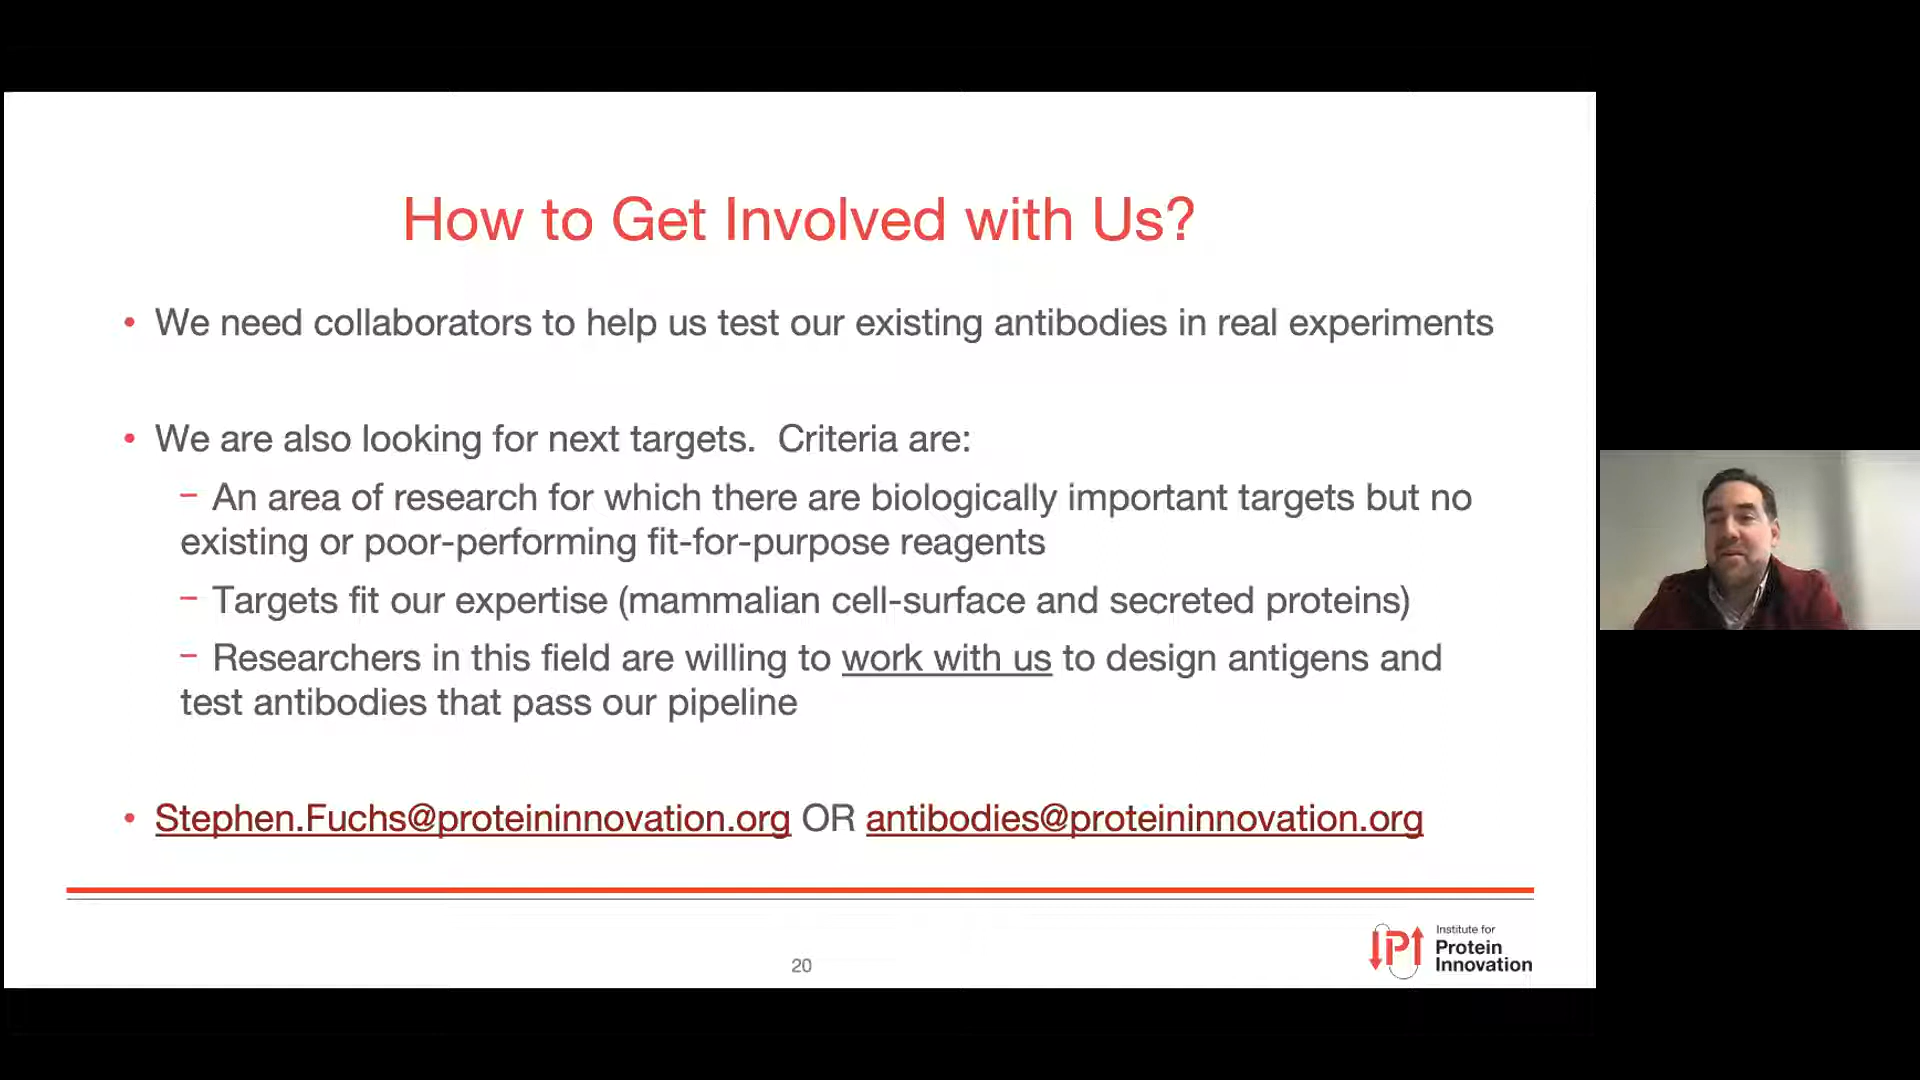 How to Get Involved with Us?
• We need collaborators to help us test our existing antibodies in real experiments
• We are also looking for next targets.  Criteria are:
– An area of research for which there are biologically important targets but no
existing or poor-performing fit-for-purpose reagents
– Targets fit our expertise (mammalian cell-surface and secreted proteins)
– Researchers in this field are willing to work with us to design antigens and
test antibodies that pass our pipeline
• Stephen.Fuchs@proteininnovation.org OR antibodies@proteininnovation.org
20
IPI
Institute for
Protein
Innovation